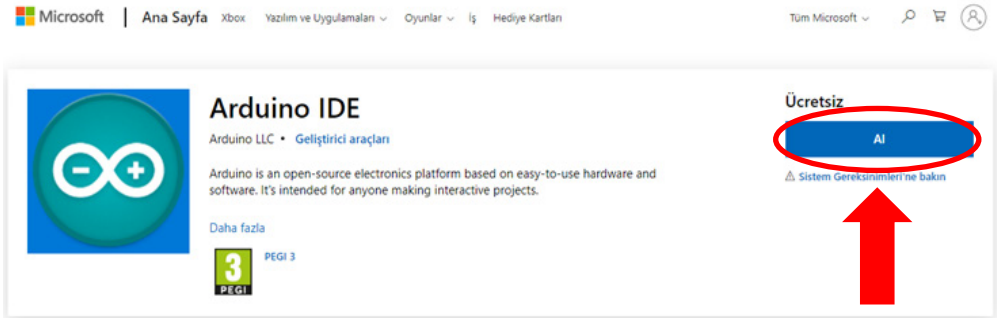 Microsoft Ana Sayfa Xbox Yazılım ve Uygulamaları Oyunlar İş Hediye Kartları Tüm Microsoft
Arduino IDE
Arduino LLC • Geliştirici araçları
Arduino is an open-source electronics platform based on easy-to-use hardware and
software. It's intended for anyone making interactive projects.
Daha fazla
3
PEGI
PEGI 3
Ücretsiz
Al
Sistem Gereksinimleri'ne bakın